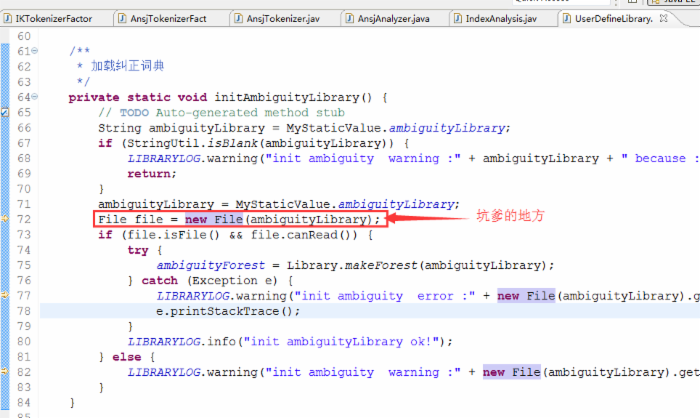 IKTokenizerFactor AnsjTokenizerFact AnsjTokenizer.jav AnsjAnalyzer.java IndexAnalysis.jav UserDefineLibrary.
60
61 /**
62 * 加载纠正词典
63 */
64 private static void initAmbiguityLibrary() {
65 // TODO Auto-generated method stub
66 String ambiguityLibrary = MyStaticValue.ambiguityLibrary;
67 if (StringUtil.isBlank(ambiguityLibrary)) {
68 LIBRARYLOG.warning("init ambiguity  warning :" + ambiguityLibrary + " because :
69 return;
70 }
71 ambiguityLibrary = MyStaticValue.ambiguityLibrary;
72 File file = new File(ambiguityLibrary); 坑爹的地方
73 if (file.isFile() && file.canRead()) {
74 try {
75 ambiguityForest = Library.makeForest(ambiguityLibrary);
76 } catch (Exception e) {
77 LIBRARYLOG.warning("init ambiguity  error :" + new File(ambiguityLibrary).ge
78 e.printStackTrace();
79 }
80 LIBRARYLOG.info("init ambiguityLibrary ok!");
81 } else {
82 LIBRARYLOG.warning("init ambiguity  warning :" + new File(ambiguityLibrary).get
83 }
84 }